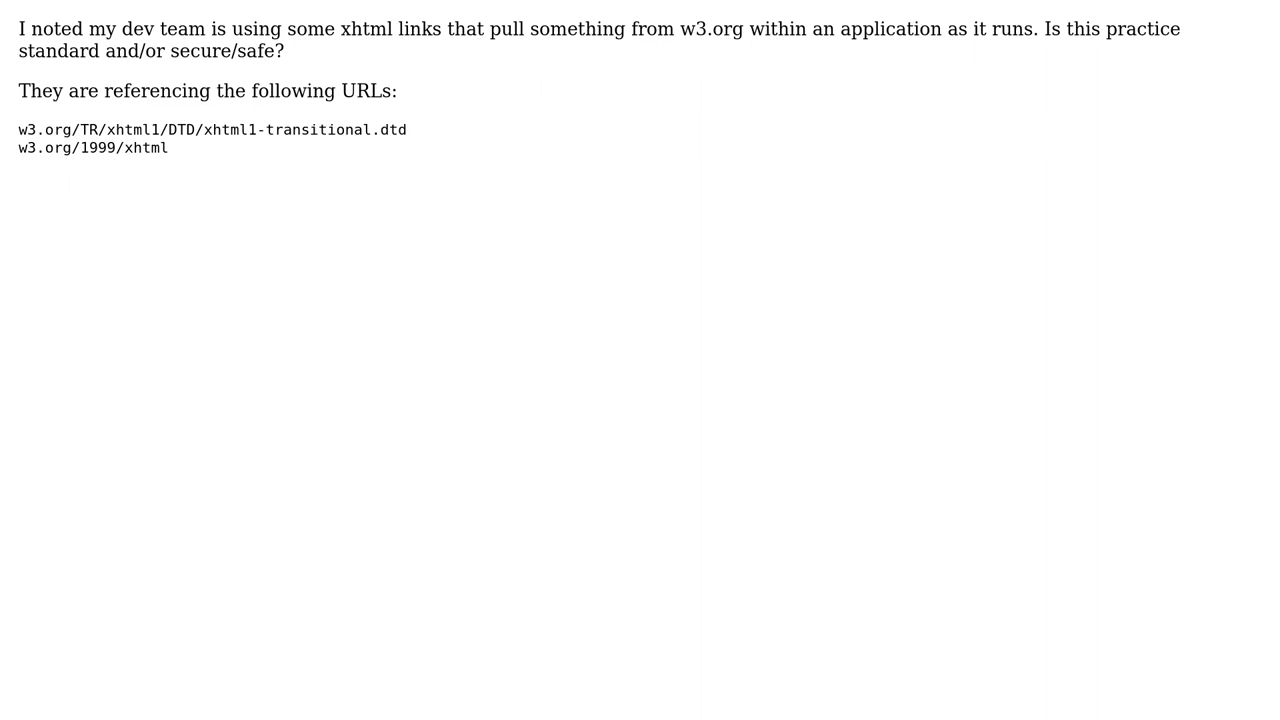 I noted my dev team is using some xhtml links that pull something from w3.org within an application as it runs. Is this practice
standard and/or secure/safe?
They are referencing the following URLs:
w3.org/TR/xhtml1/DTD/xhtml1-transitional.dtd
w3.org/1999/xhtml